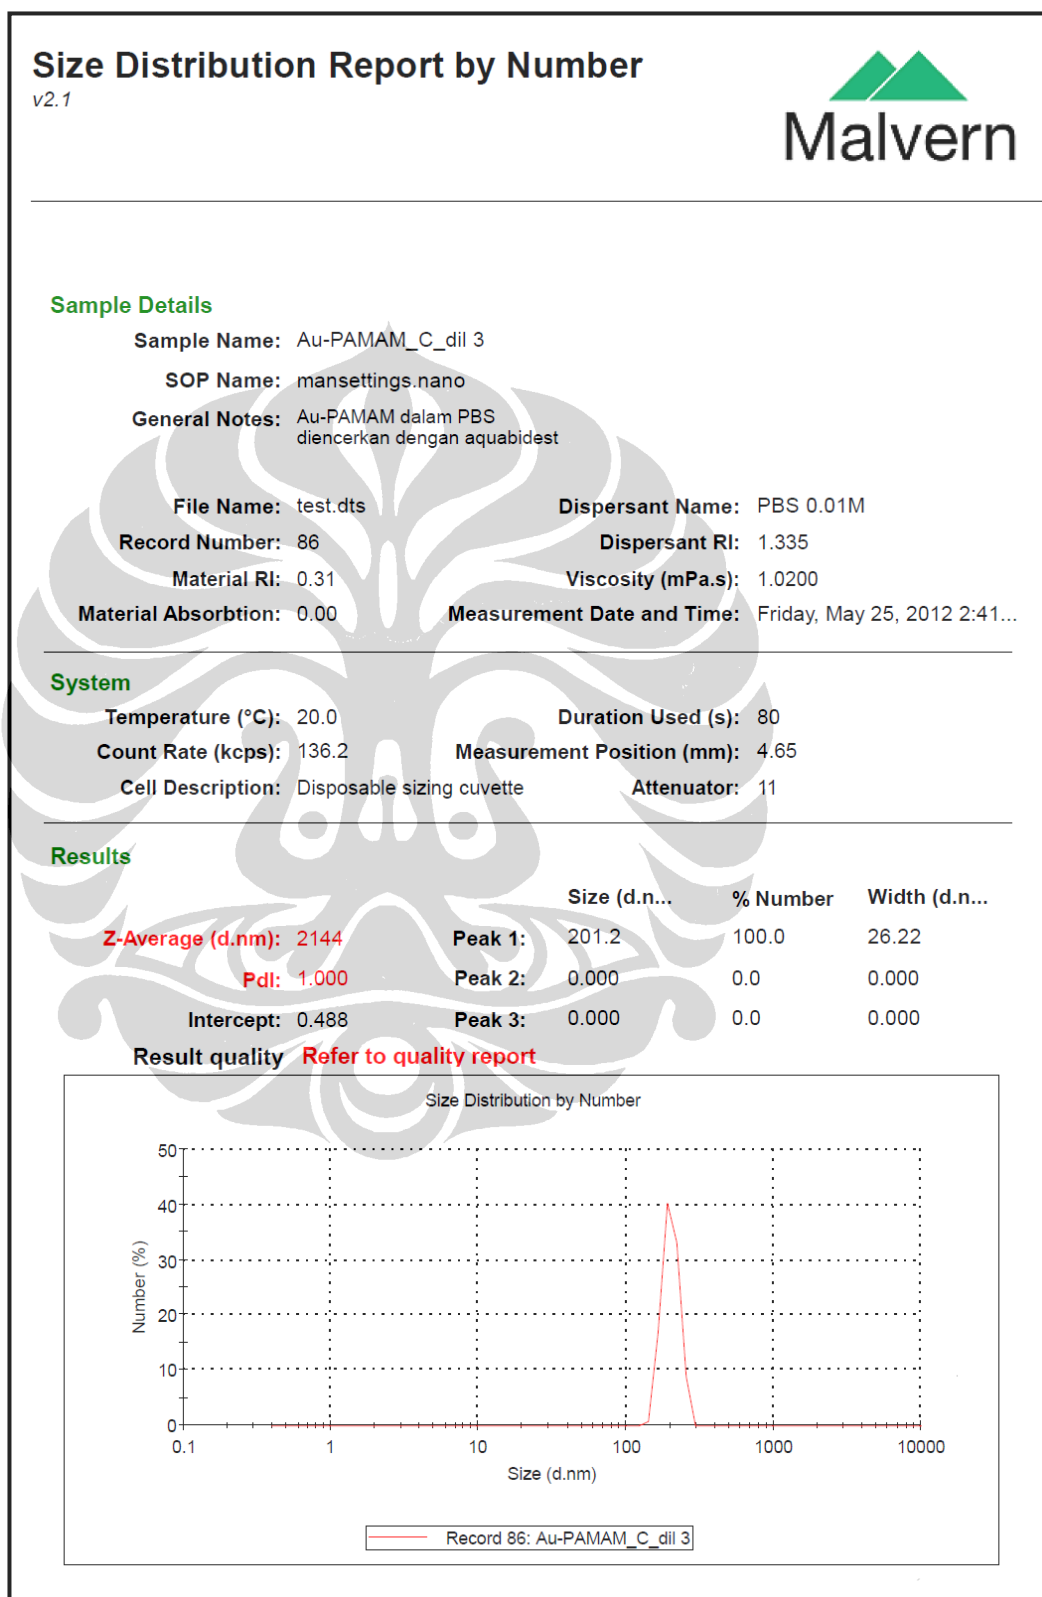 Size Distribution Report by Number
v2.1
Malvern
Sample Details
Sample Name: Au-PAMAM_C_dil 3
SOP Name: mansettings.nano
General Notes: Au-PAMAM dalam PBS
diencerkan dengan aquabidest
File Name: test.dts Dispersant Name: PBS 0.01M
Record Number: 86 Dispersant RI: 1.335
Material RI: 0.31 Viscosity (mPa.s): 1.0200
Material Absorbtion: 0.00 Measurement Date and Time: Friday, May 25, 2012 2:41...
System
Temperature (°C): 20.0 Duration Used (s): 80
Count Rate (kcps): 136.2 Measurement Position (mm): 4.65
Cell Description: Disposable sizing cuvette Attenuator: 11
Results
Size (d.n... % Number Width (d.n...
Z-Average (d.nm): 2144 Peak 1: 201.2 100.0 26.22
PdI: 1.000 Peak 2: 0.000 0.0 0.000
Intercept: 0.488 Peak 3: 0.000 0.0 0.000
Result quality Refer to quality report
Size Distribution by Number
50
40
30
20
10
0
Number (%)
0.1 1 10 100 1000 10000
Size (d.nm)
Record 86: Au-PAMAM_C_dil 3